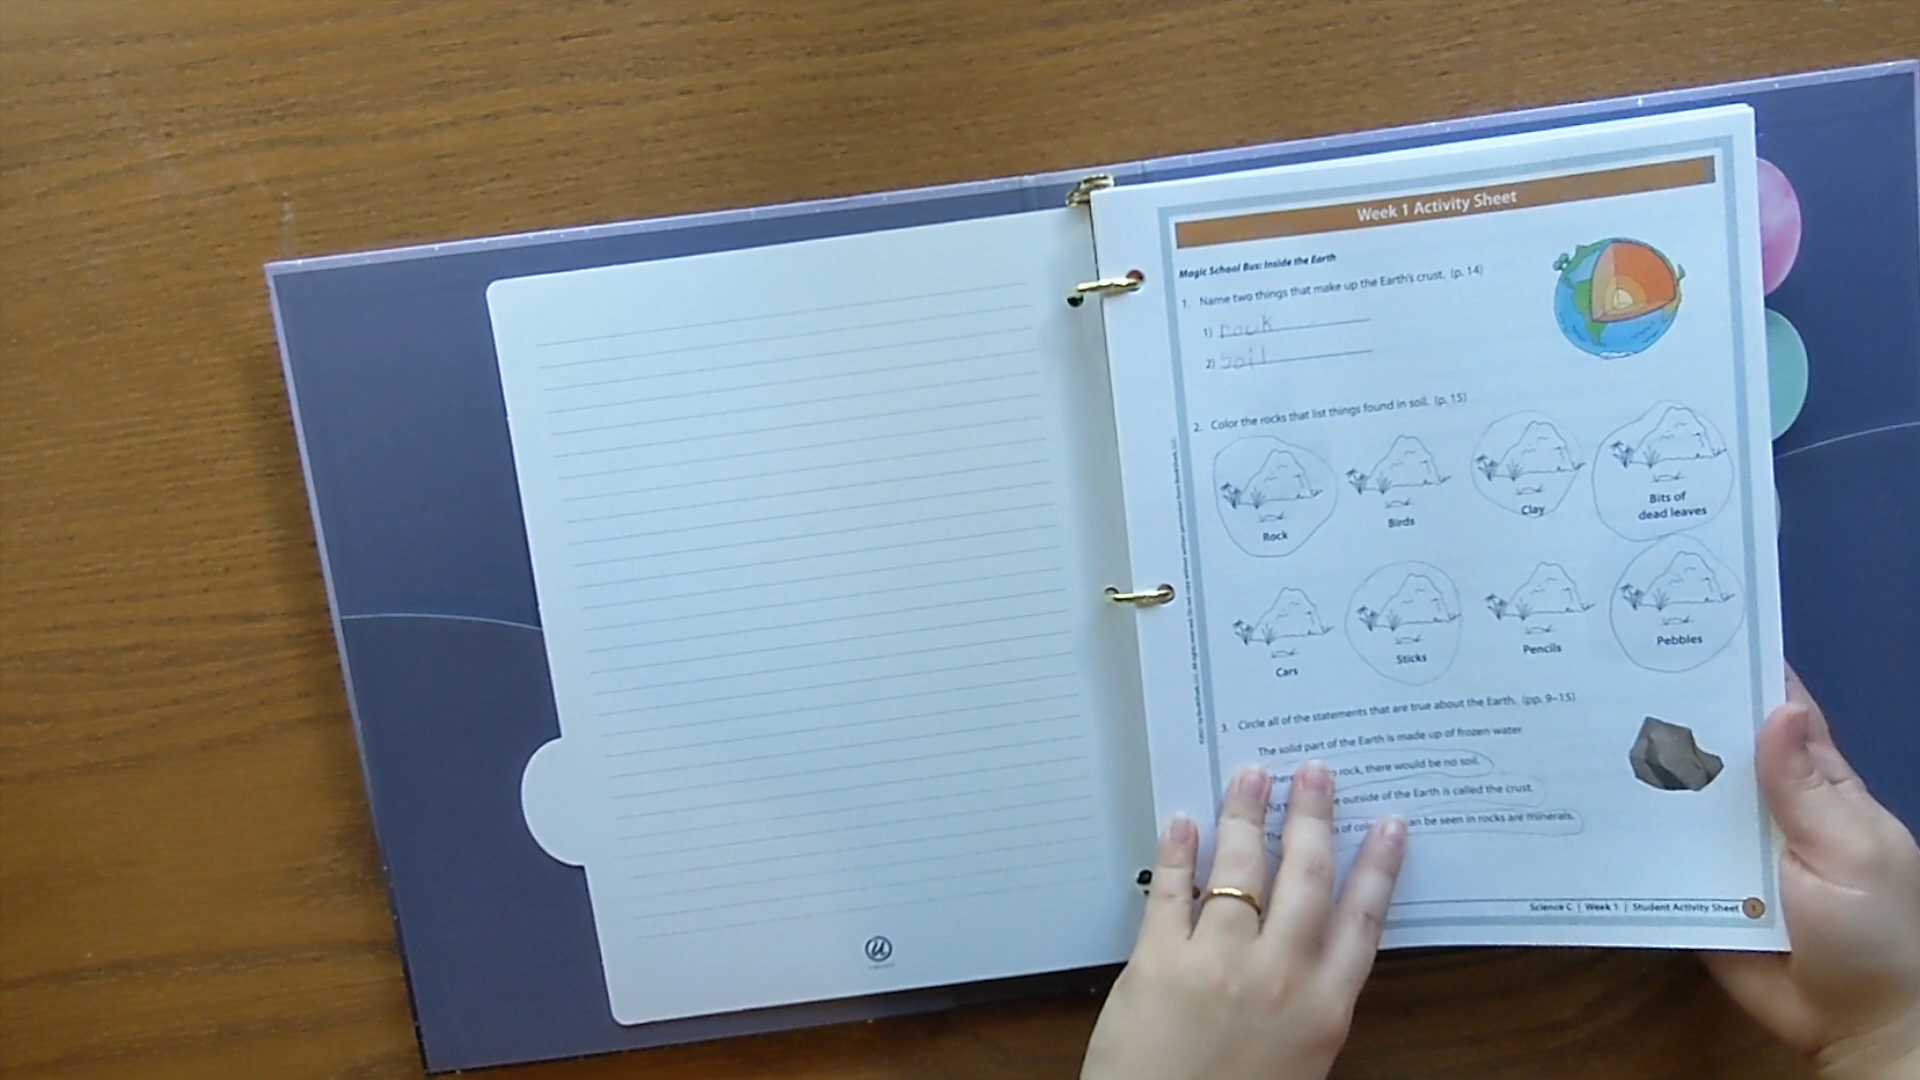 Week 1 Activity Sheet
Magic School Bus: Inside the Earth
1. Name two things that make up the Earth's crust. (p. 14)
1) rock
2) Soil
2. Color the rocks that list things found in soil. (p. 15)
Rock
Birds
Clay
Bits of
dead leaves
Cars
Sticks
Pencils
Pebbles
3. Circle all of the statements that are true about the Earth. (pp. 9–15)
The solid part of the Earth is made up of frozen water.
there rock, there would be no soil.
outside of the Earth is called the crust.
of can be seen in rocks are minerals.
Science C | Week 1 | Student Activity Sheet